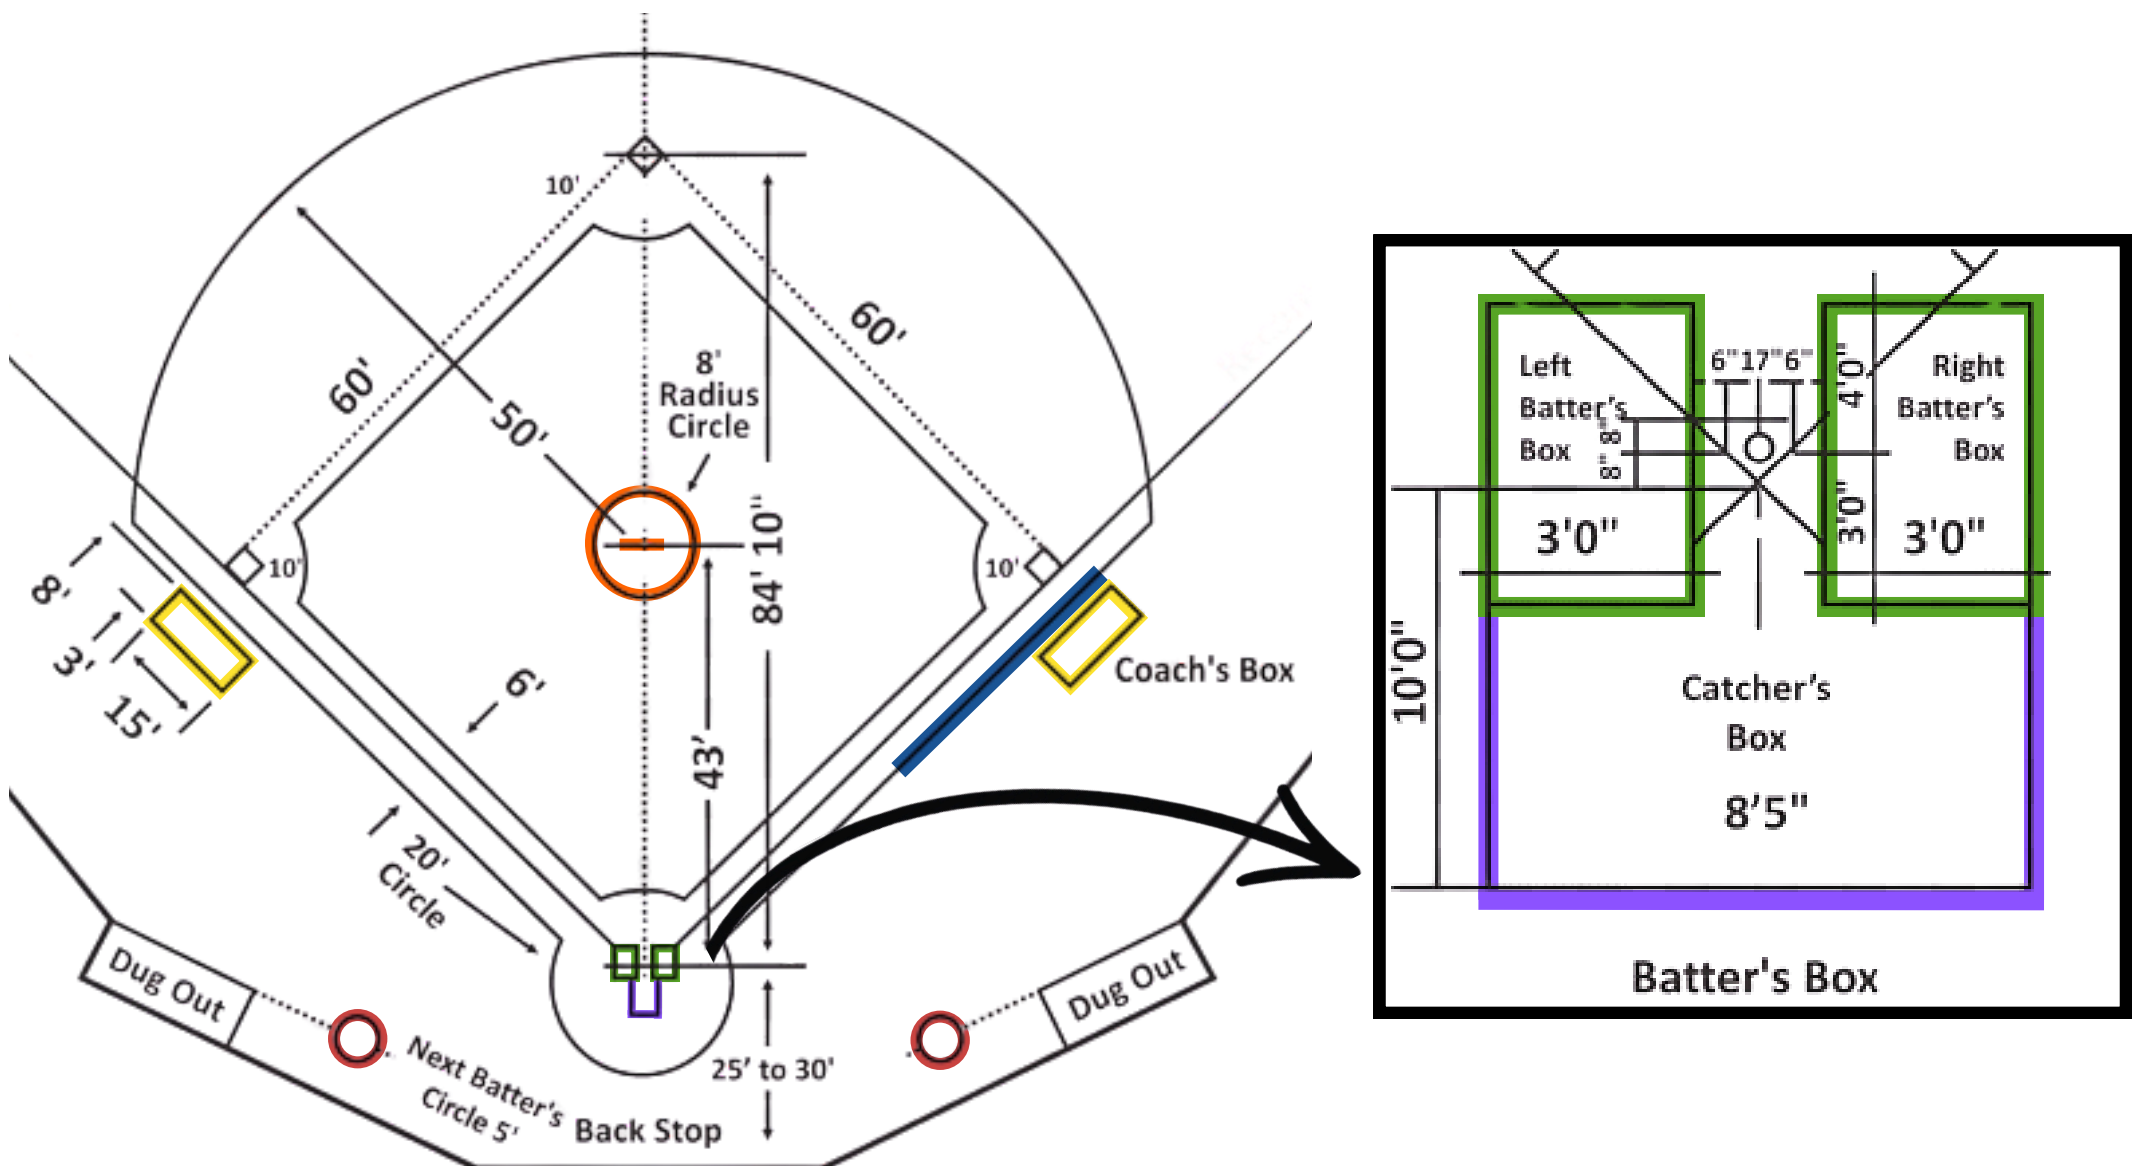 10'
60'
60'
8'
Radius
Circle
50'
84' 10"
10'
10'
8'
3'
15'
6'
43'
Coach's Box
20'
Circle
Dug Out
Dug Out
Next Batter's
Circle 5'
25' to 30'
Back Stop
Left
Batter's
Box
6"17"6"
4'0"
Right
Batter's
Box
8"
8"
3'0"
3'0"
3'0"
10'0"
Catcher's
Box
8'5"
Batter's Box